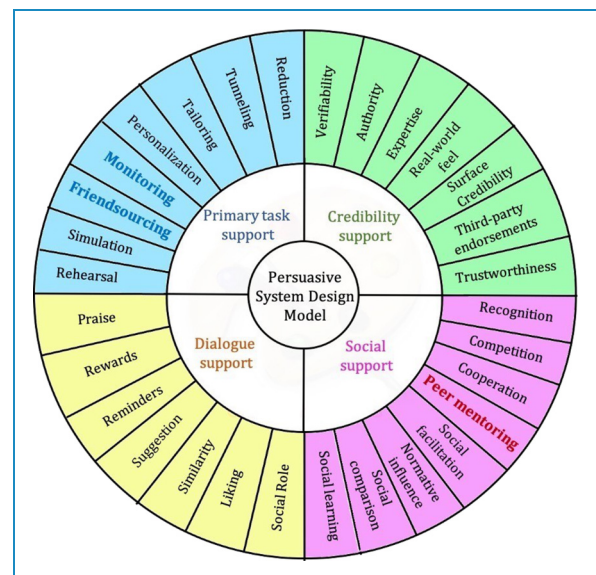 Reduction
Tunneling
Tailoring
Personalization
Monitoring
Friendsourcing
Simulation
Rehearsal
Primary task
support
Verifiability
Authority
Expertise
Real-world
feel
Surface
Credibility
Third-party
endorsements
Trustworthiness
Credibility
support
Persuasive
System Design
Model
Praise
Rewards
Reminders
Suggestion
Similarity
Liking
Social Role
Dialogue
support
Recognition
Competition
Cooperation
Peer mentoring
Social
facilitation
Normative
influence
Social
comparison
Social learning
Social
support